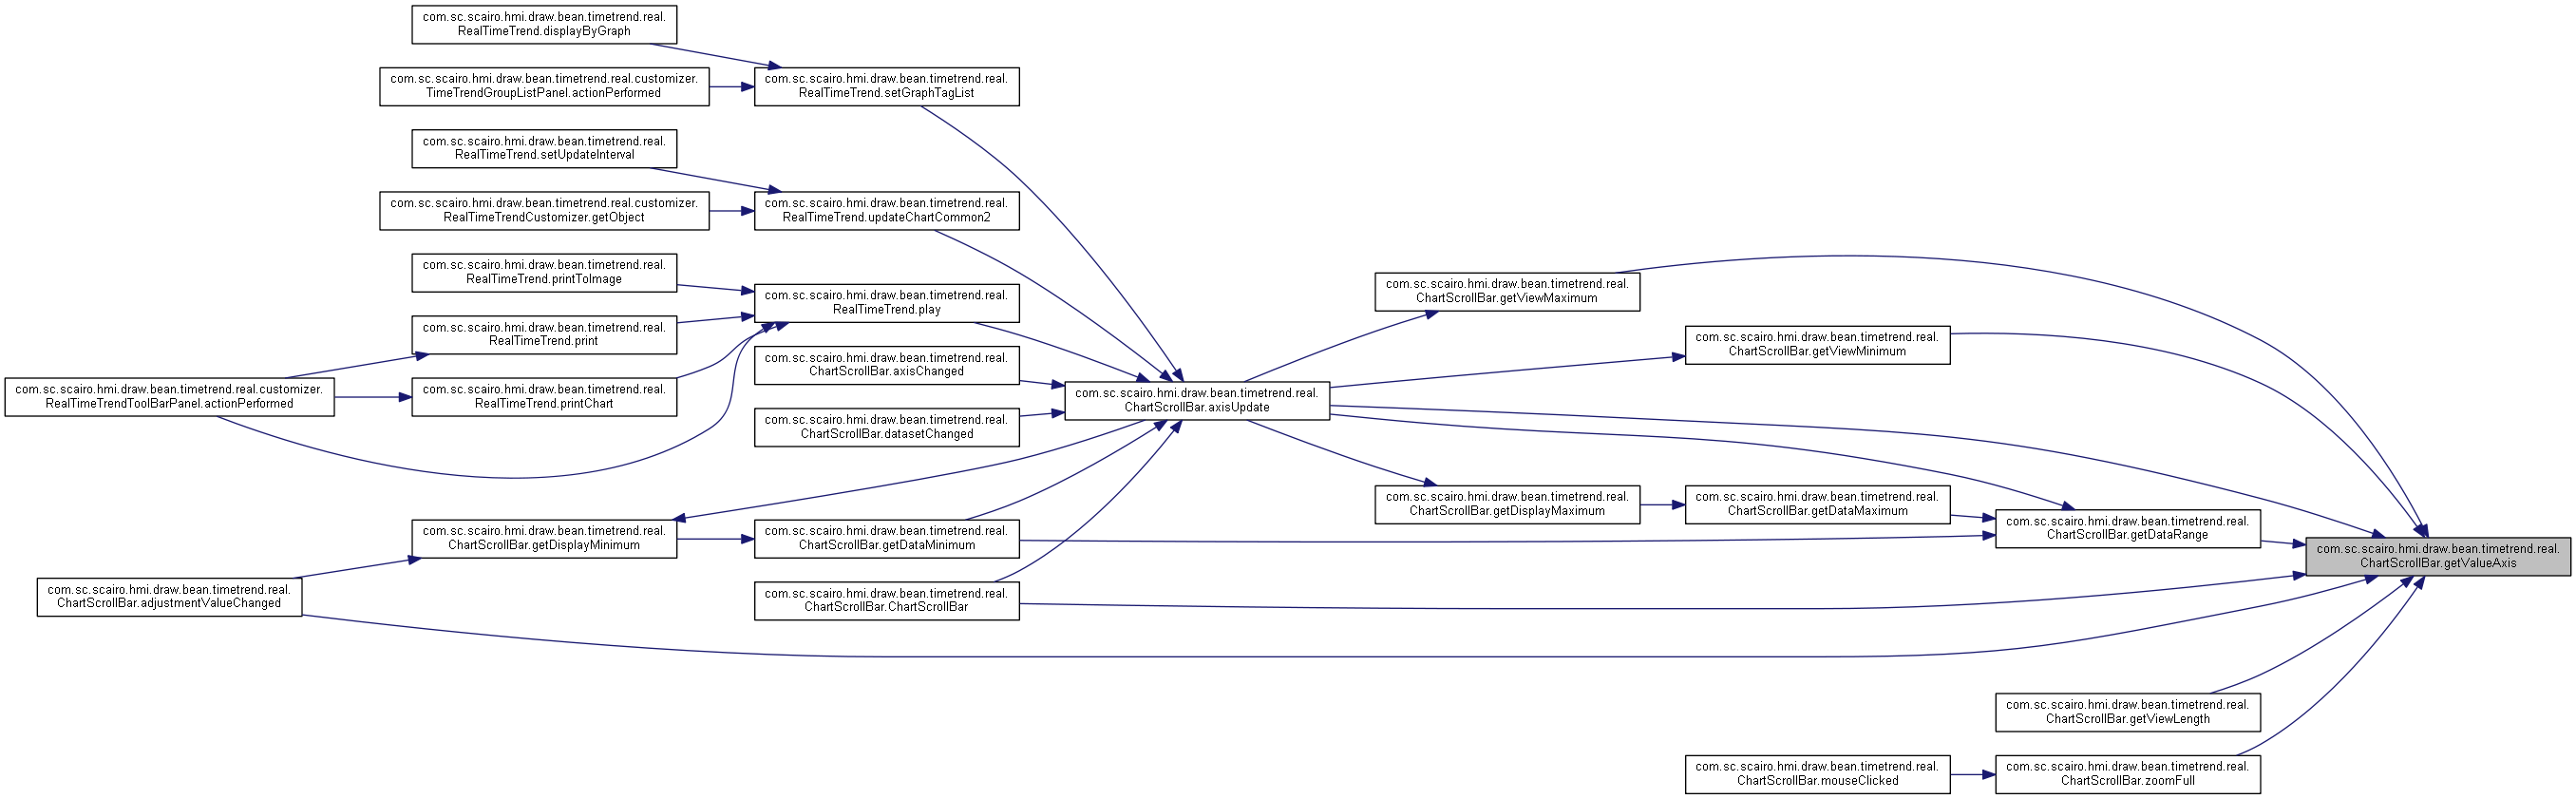 com.sc.scairo.hmi.draw.bean.timetrend.real.
RealTimeTrend.displayByGraph
com.sc.scairo.hmi.draw.bean.timetrend.real.customizer.
TimeTrendGroupListPanel.actionPerformed
com.sc.scairo.hmi.draw.bean.timetrend.real.
RealTimeTrend.setGraphTagList
com.sc.scairo.hmi.draw.bean.timetrend.real.
RealTimeTrend.setUpdateInterval
com.sc.scairo.hmi.draw.bean.timetrend.real.customizer.
RealTimeTrendCustomizer.getObject
com.sc.scairo.hmi.draw.bean.timetrend.real.
RealTimeTrend.updateChartCommon2
com.sc.scairo.hmi.draw.bean.timetrend.real.
RealTimeTrend.printToImage
com.sc.scairo.hmi.draw.bean.timetrend.real.
RealTimeTrend.play
com.sc.scairo.hmi.draw.bean.timetrend.real.
ChartScrollBar.getViewMaximum
com.sc.scairo.hmi.draw.bean.timetrend.real.
RealTimeTrend.print
com.sc.scairo.hmi.draw.bean.timetrend.real.
ChartScrollBar.getViewMinimum
com.sc.scairo.hmi.draw.bean.timetrend.real.
ChartScrollBar.axisChanged
com.sc.scairo.hmi.draw.bean.timetrend.real.customizer.
RealTimeTrendToolBarPanel.actionPerformed
com.sc.scairo.hmi.draw.bean.timetrend.real.
RealTimeTrend.printChart
com.sc.scairo.hmi.draw.bean.timetrend.real.
ChartScrollBar.axisUpdate
com.sc.scairo.hmi.draw.bean.timetrend.real.
ChartScrollBar.datasetChanged
com.sc.scairo.hmi.draw.bean.timetrend.real.
ChartScrollBar.getDisplayMaximum
com.sc.scairo.hmi.draw.bean.timetrend.real.
ChartScrollBar.getDataMaximum
com.sc.scairo.hmi.draw.bean.timetrend.real.
ChartScrollBar.getDisplayMinimum
com.sc.scairo.hmi.draw.bean.timetrend.real.
ChartScrollBar.getDataMinimum
com.sc.scairo.hmi.draw.bean.timetrend.real.
ChartScrollBar.getDataRange
com.sc.scairo.hmi.draw.bean.timetrend.real.
ChartScrollBar.getValueAxis
com.sc.scairo.hmi.draw.bean.timetrend.real.
ChartScrollBar.adjustmentValueChanged
com.sc.scairo.hmi.draw.bean.timetrend.real.
ChartScrollBar.ChartScrollBar
com.sc.scairo.hmi.draw.bean.timetrend.real.
ChartScrollBar.getViewLength
com.sc.scairo.hmi.draw.bean.timetrend.real.
ChartScrollBar.mouseClicked
com.sc.scairo.hmi.draw.bean.timetrend.real.
ChartScrollBar.zoomFull